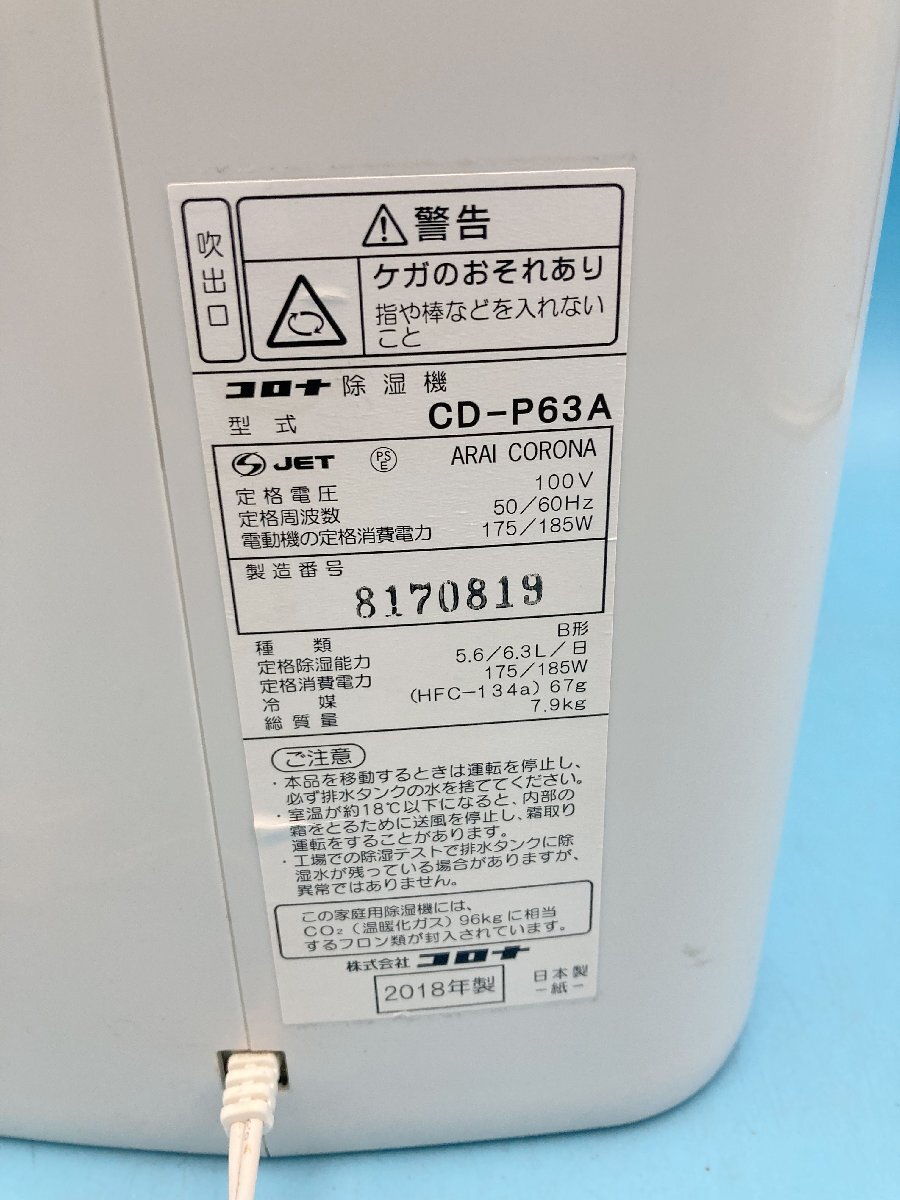 吹出口
警告
ケガのおそれあり
指や棒などを入れない
こと
コロナ 除湿機
型式 CD-P63A
JET PSE ARAI CORONA
定格電圧 100V
定格周波数 50/60Hz
電動機の定格消費電力 175/185W
製造番号
8170819
種類 B形
定格除湿能力 5.6/6.3L/日
定格消費電力 175/185W
冷媒 (HFC-134a) 67g
総質量 7.9kg
ご注意
・本品を移動するときは運転を停止し、
必ず排水タンクの水を捨ててください。
・室温が約18℃以下になると、内部の
霜をとるために送風を停止し、霜取り
運転をすることがあります。
・工場での除湿テストで排水タンクに除
湿水が残っている場合がありますが、
異常ではありません。
この家庭用除湿機には、
CO₂(温暖化ガス)96kgに相当
するフロン類が封入されています。
株式会社 コロナ
2018年製 日本製
-紙-